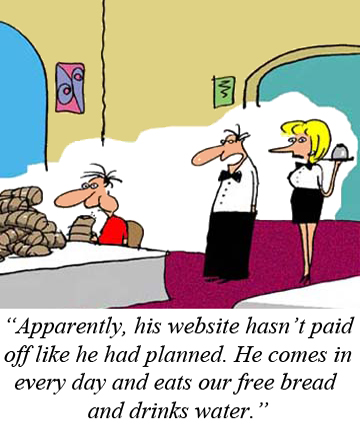 “Apparently, his website hasn’t paid
off like he had planned. He comes in
every day and eats our free bread
and drinks water.”